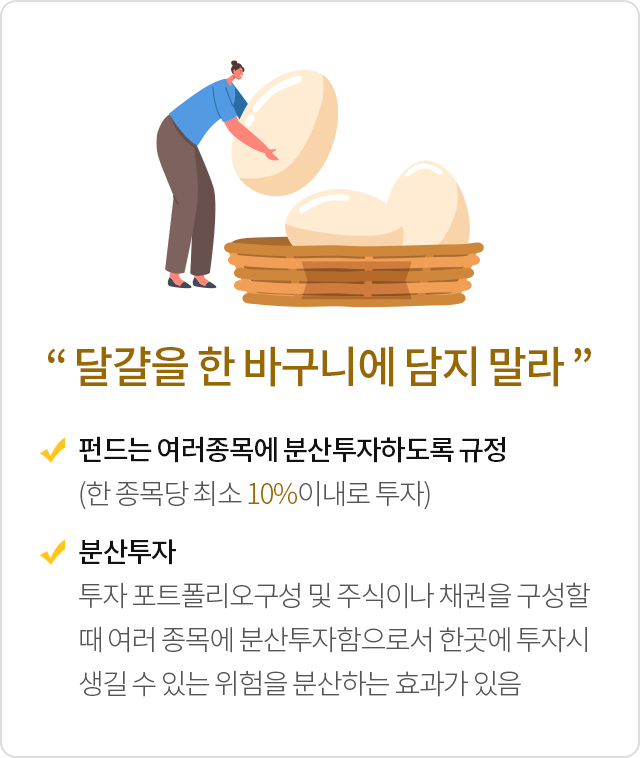 “ 달걀을 한 바구니에 담지 말라 ”
펀드는 여러종목에 분산투자하도록 규정
(한 종목당 최소 10%이내로 투자)
분산투자
투자 포트폴리오구성 및 주식이나 채권을 구성할
때 여러 종목에 분산투자함으로서 한곳에 투자시
생길 수 있는 위험을 분산하는 효과가 있음